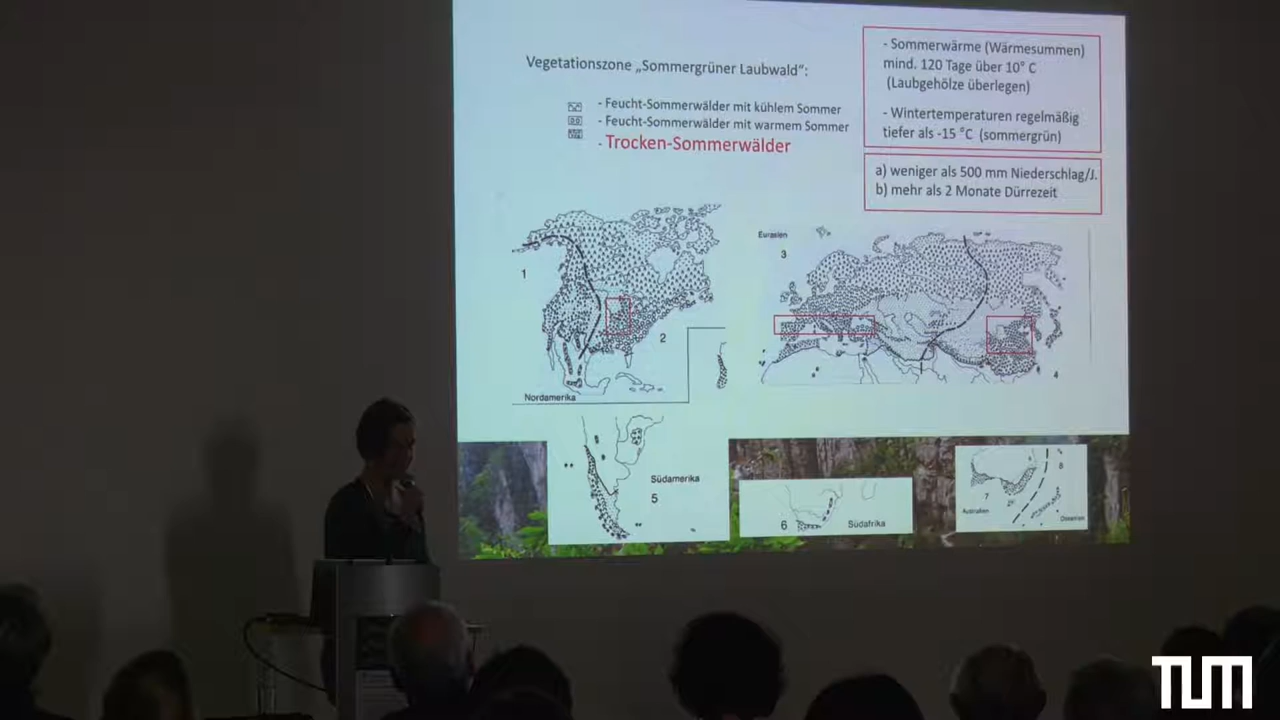 Vegetationszone „Sommergrüner Laubwald“:
- Feucht-Sommerwälder mit kühlem Sommer
- Feucht-Sommerwälder mit warmem Sommer
- Trocken-Sommerwälder
- Sommerwärme (Wärmesummen)
mind. 120 Tage über 10° C
(Laubgehölze überlegen)
- Wintertemperaturen regelmäßig
tiefer als -15 °C (sommergrün)
a) weniger als 500 mm Niederschlag/J.
b) mehr als 2 Monate Dürrezeit
1
2
Nordamerika
Eurasien
3
4
Südamerika
5
6
Südafrika
7
8
Australien
Ozeanien
TUM